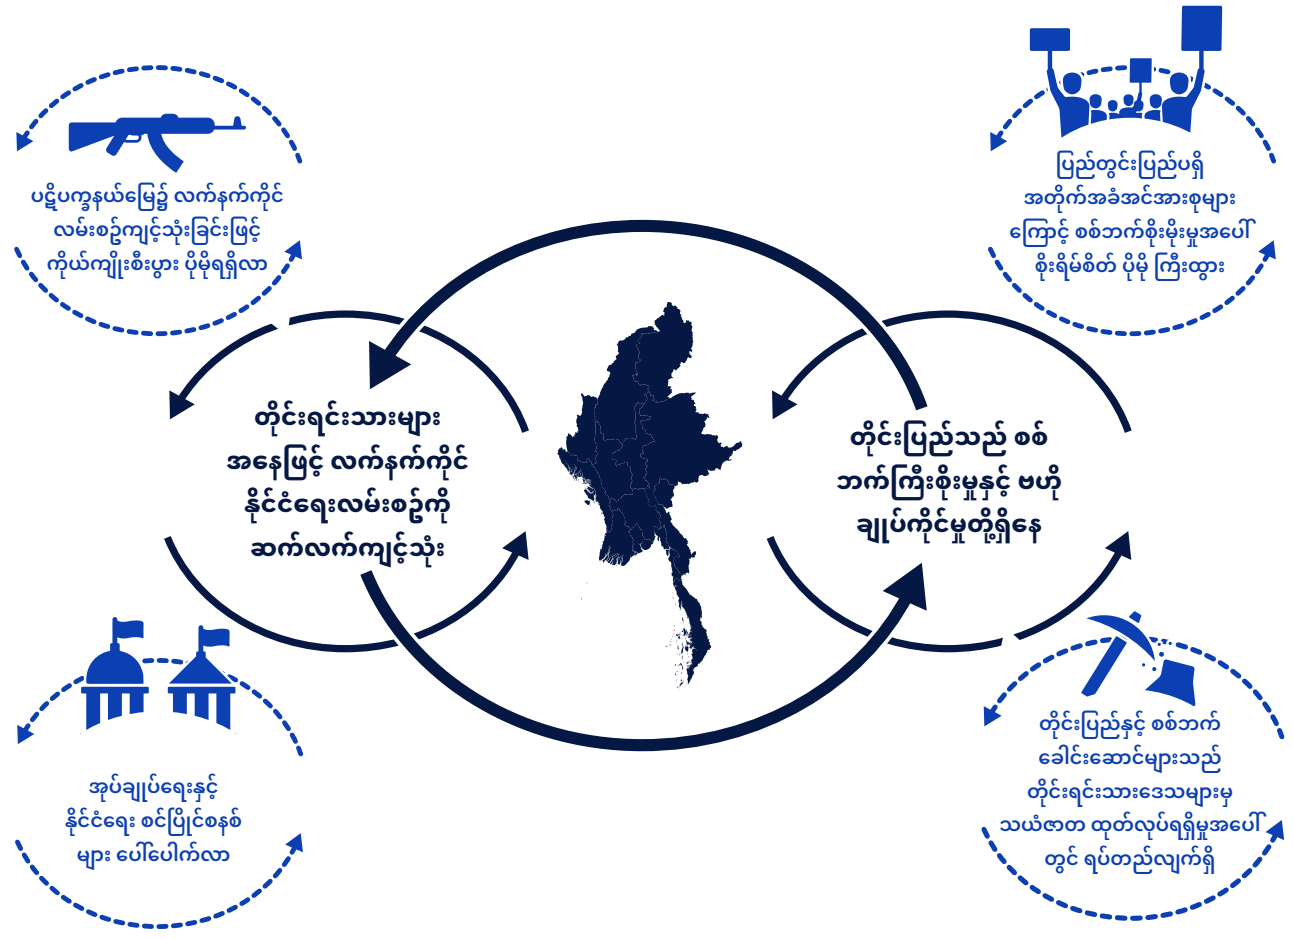 ပဋိပက္ခနယ်မြေ၌ လက်နက်ကိုင်
လမ်းစဥ်ကျင့်သုံးခြင်းဖြင့်
ကိုယ်ကျိုးစီးပွား ပိုမိုရရှိလာ
ပြည်တွင်းပြည်ပရှိ
အတိုက်အခံအင်အားစုများ
ကြောင့် စစ်ဘက်စိုးမိုးမှုအပေါ်
စိုးရိမ်စိတ် ပိုမို ကြီးထွား
တိုင်းရင်းသားများ
အနေဖြင့် လက်နက်ကိုင်
နိုင်ငံရေးလမ်းစဥ်ကို
ဆက်လက်ကျင့်သုံး
တိုင်းပြည်သည် စစ်
ဘက်ကြီးစိုးမှုနှင့် ဗဟို
ချုပ်ကိုင်မှုတို့ရှိနေ
အုပ်ချုပ်ရေးနှင့်
နိုင်ငံရေး စင်ပြိုင်စနစ်
များ ပေါ်ပေါက်လာ
တိုင်းပြည်နှင့် စစ်ဘက်
ခေါင်းဆောင်များသည်
တိုင်းရင်းသားဒေသများမှ
သယံဇာတ ထုတ်လုပ်ရရှိမှုအပေါ်
တွင် ရပ်တည်လျက်ရှိ